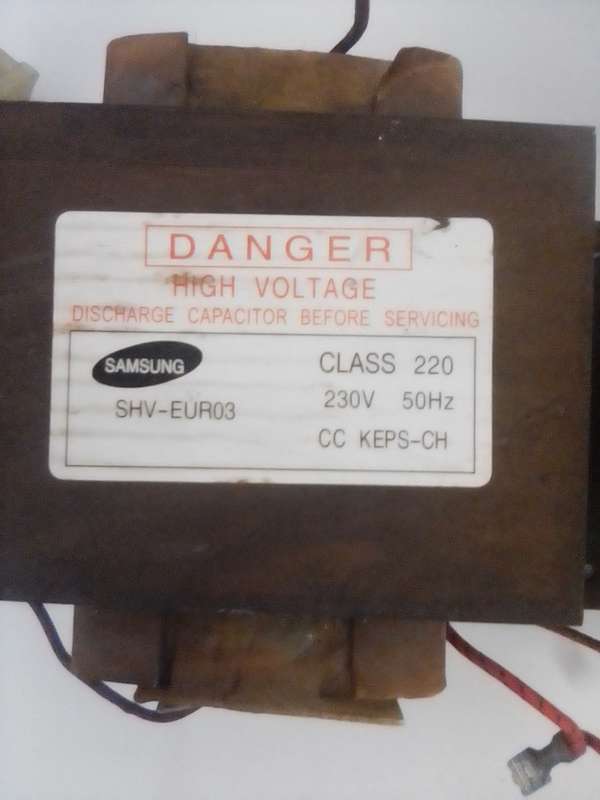 DANGER
HIGH VOLTAGE
DISCHARGE CAPACITOR BEFORE SERVICING
SAMSUNG
CLASS 220
SHV-EUR03
230V 50Hz
CC KEPS-CH